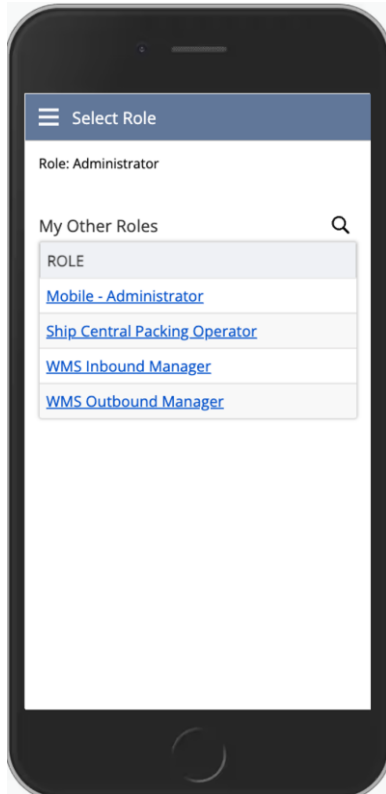 Select Role
Role: Administrator
My Other Roles
ROLE
Mobile - Administrator
Ship Central Packing Operator
WMS Inbound Manager
WMS Outbound Manager